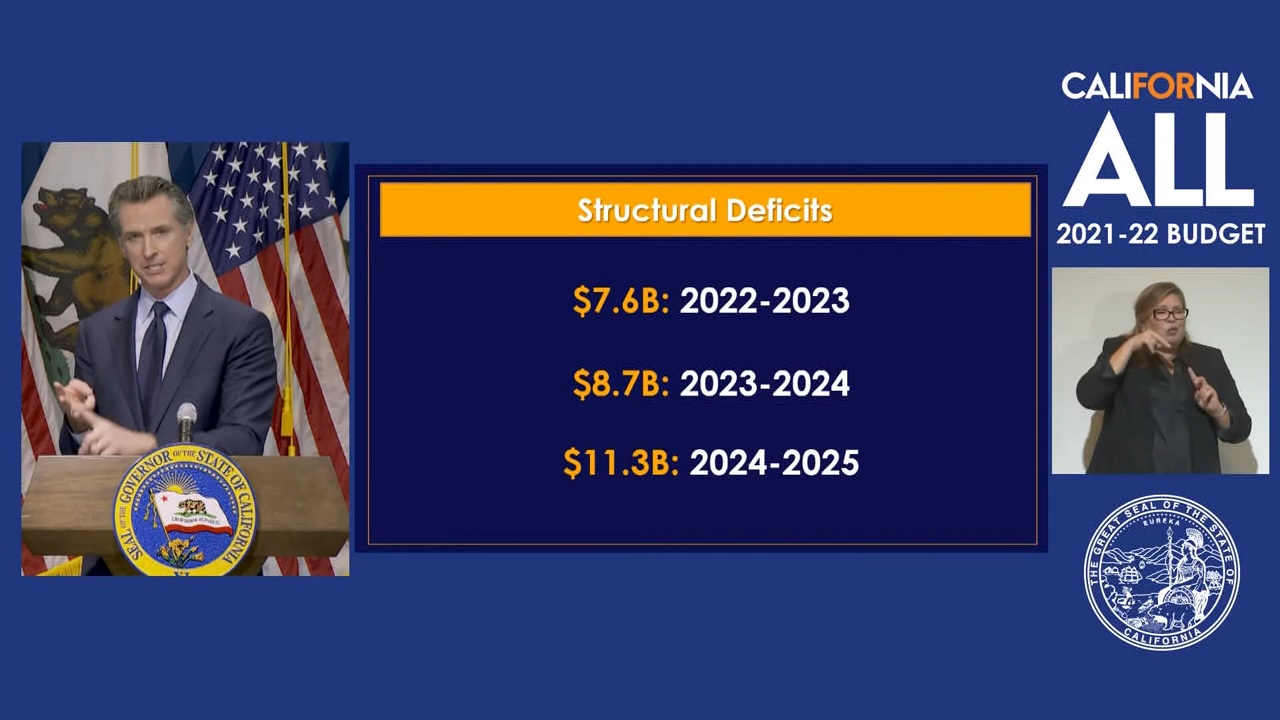 CALIFORNIA
ALL
2021-22 BUDGET
Structural Deficits
$7.6B: 2022-2023
$8.7B: 2023-2024
$11.3B: 2024-2025
SEAL OF THE GOVERNOR OF THE STATE OF CALIFORNIA
CALIFORNIA REPUBLIC
THE GREAT SEAL OF THE STATE OF CALIFORNIA
EUREKA